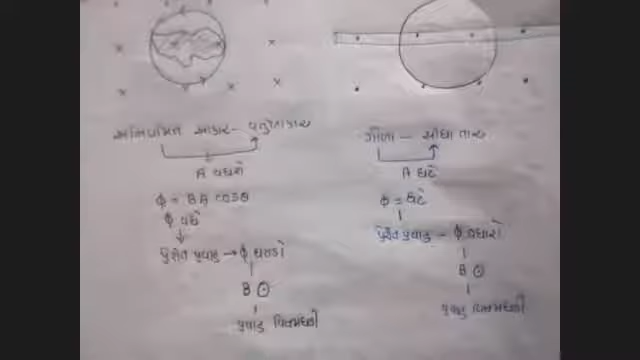 અનિયમિત આકાર - વર્તુળાકાર
A વધશે
ϕ = BA cosθ
ϕ વધે
પ્રેરિત પ્રવાહ → ϕ ઘટાડો
B ⊙
પ્રવાહ વિષમઘડી
ગોળા - સીધા તાર
A ઘટે
ϕ = ઘટે
પ્રેરિત પ્રવાહ - ϕ વધારો
B ⊙
પ્રવાહ વિષમઘડી